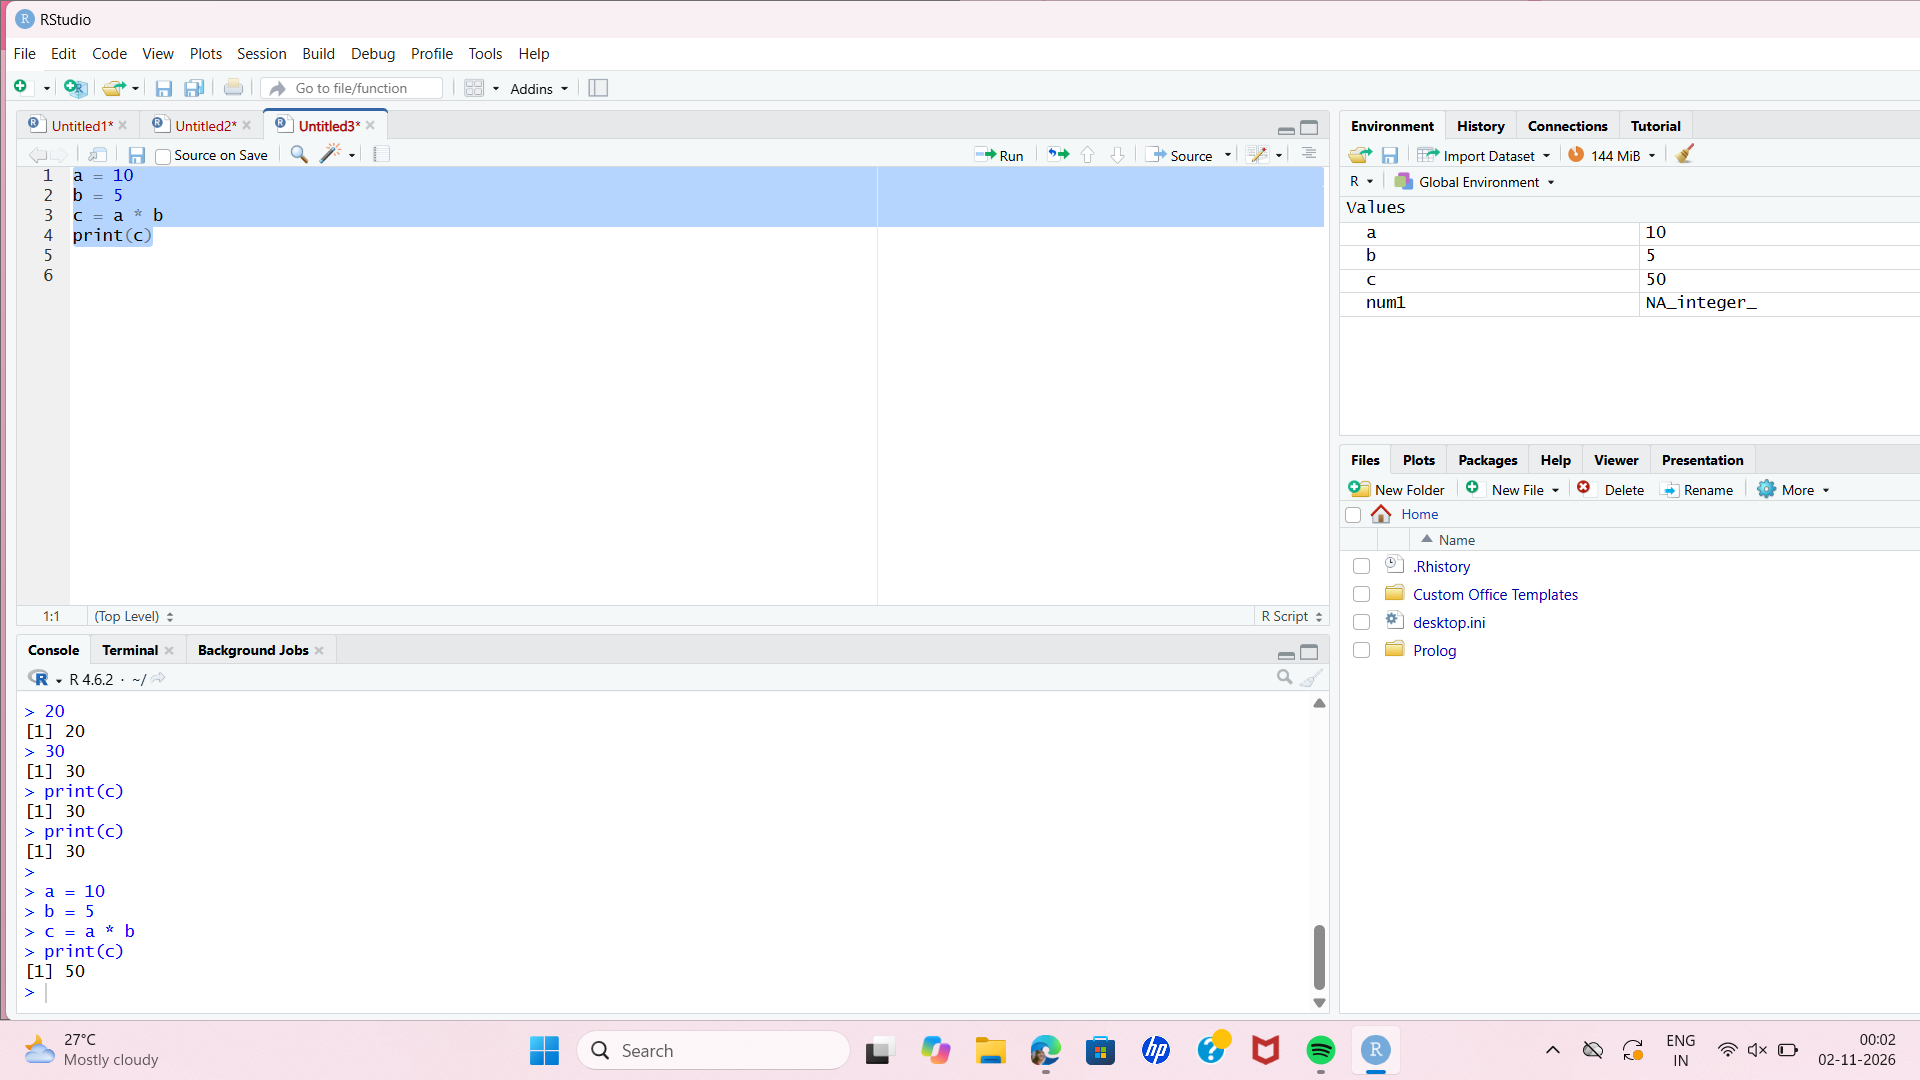 RStudio
File Edit Code View Plots Session Build Debug Profile Tools Help
Go to file/function Addins
Untitled1* Untitled2* Untitled3*
Source on Save Run Source
1 a = 10
2 b = 5
3 c = a * b
4 print(c)
5
6
1:1 (Top Level) R Script
Console Terminal Background Jobs
R 4.6.2 · ~/
> 20
[1] 20
> 30
[1] 30
> print(c)
[1] 30
> print(c)
[1] 30
>
> a = 10
> b = 5
> c = a * b
> print(c)
[1] 50
>
Environment History Connections Tutorial
Import Dataset 144 MiB
R Global Environment
Values
a 10
b 5
c 50
num1 NA_integer_
Files Plots Packages Help Viewer Presentation
New Folder New File Delete Rename More
Home
Name
.Rhistory
Custom Office Templates
desktop.ini
Prolog
27°C
Mostly cloudy
Search
hp
ENG
IN
00:02
02-11-2026